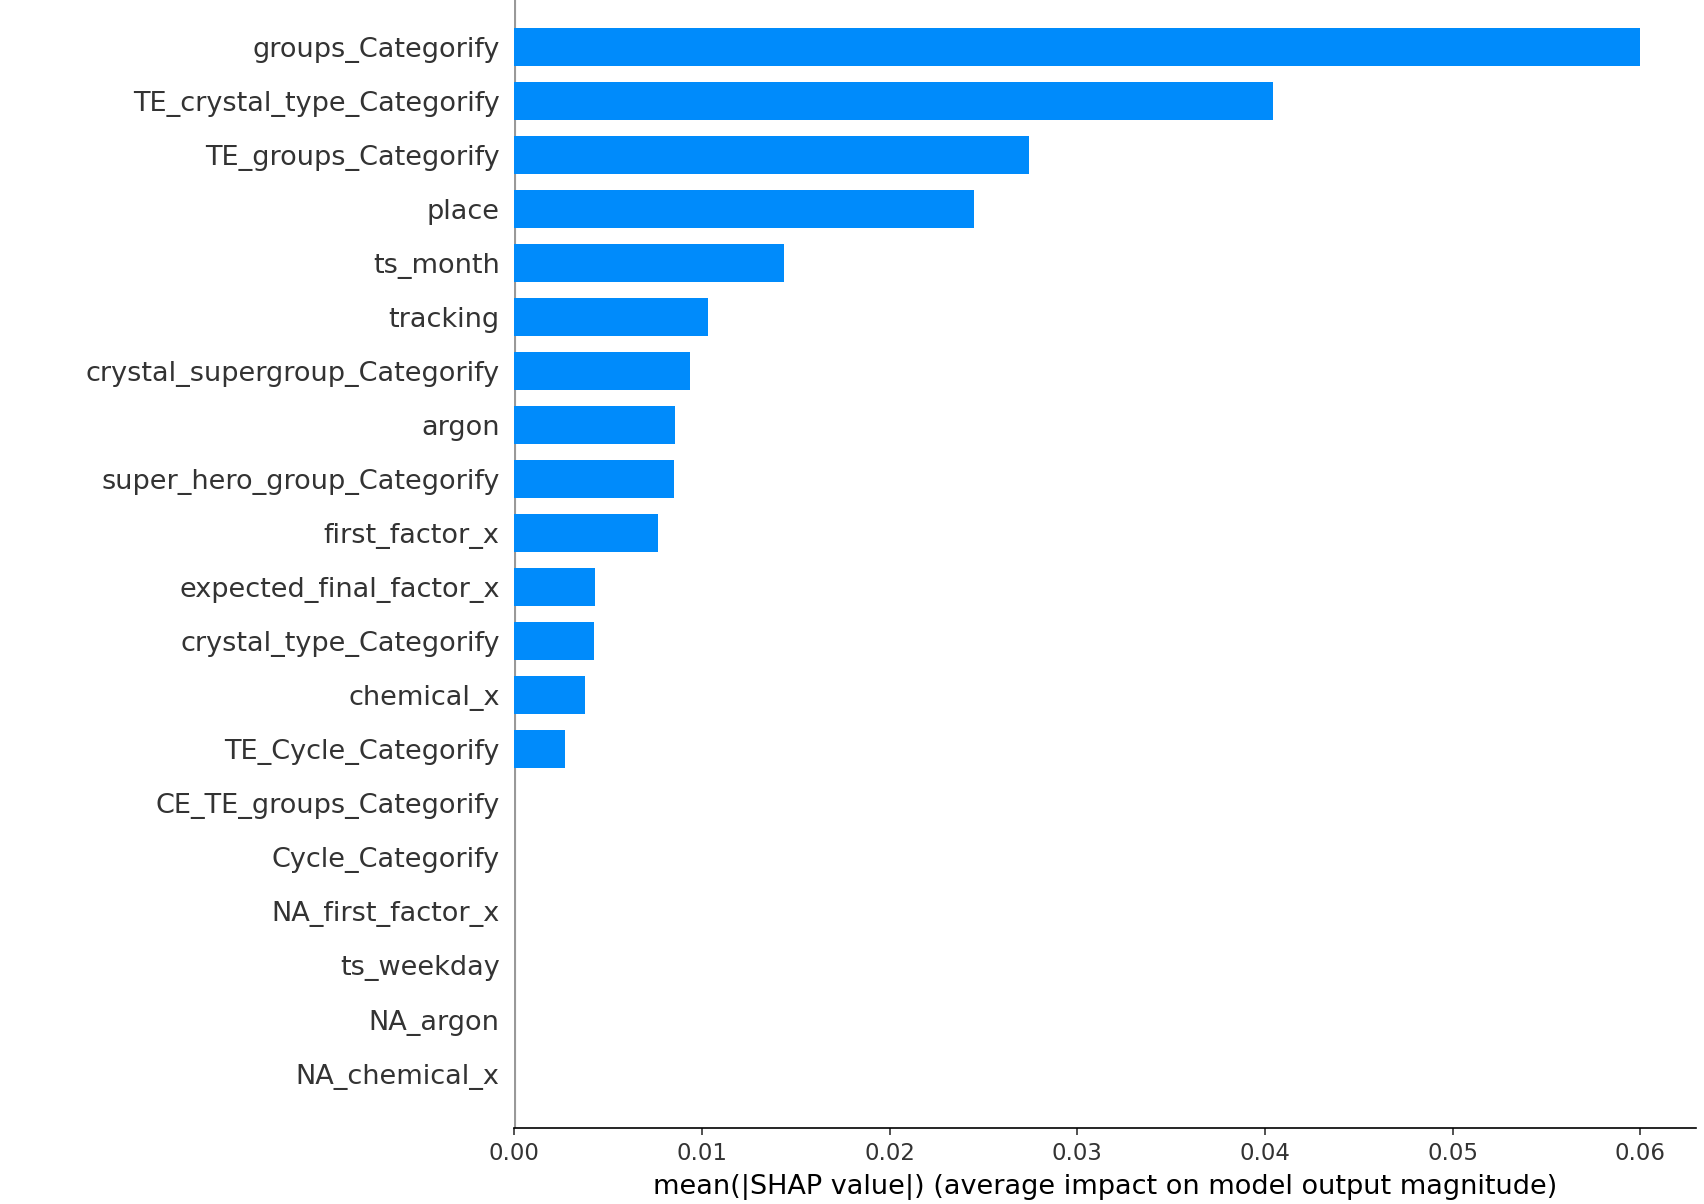 groups_Categorify
TE_crystal_type_Categorify
TE_groups_Categorify
place
ts_month
tracking
crystal_supergroup_Categorify
argon
super_hero_group_Categorify
first_factor_x
expected_final_factor_x
crystal_type_Categorify
chemical_x
TE_Cycle_Categorify
CE_TE_groups_Categorify
Cycle_Categorify
NA_first_factor_x
ts_weekday
NA_argon
NA_chemical_x
0.00 0.01 0.02 0.03 0.04 0.05 0.06
mean(|SHAP value|) (average impact on model output magnitude)